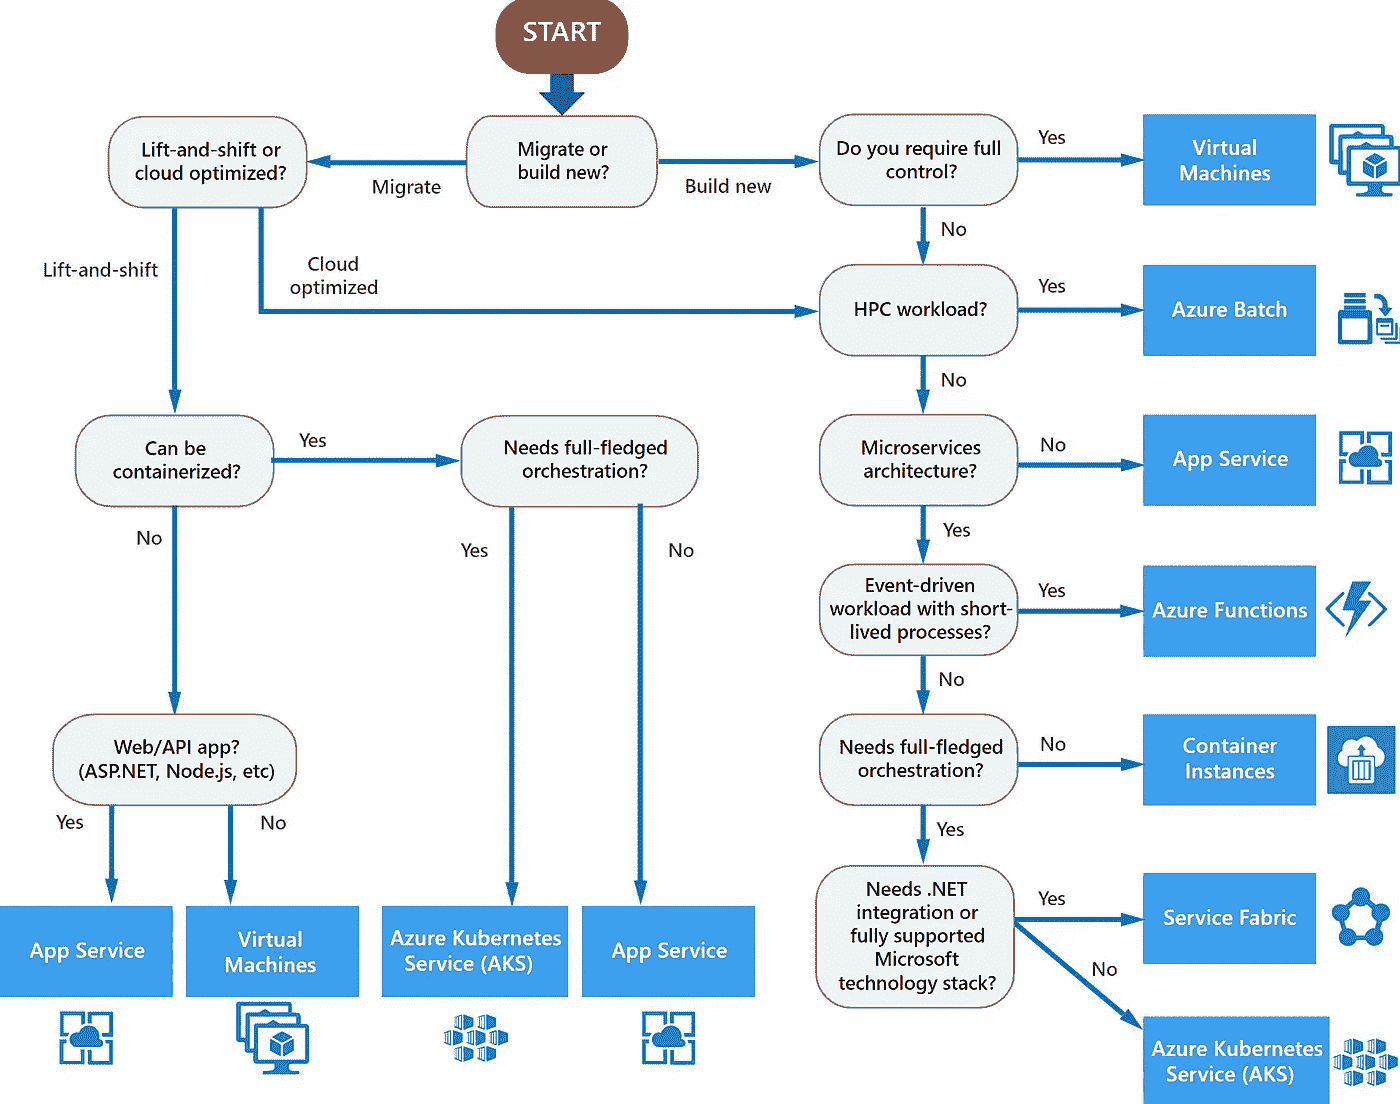 START
Lift-and-shift or
cloud optimized?
Migrate
Migrate or
build new?
Build new
Do you require full
control?
Yes
Virtual
Machines
No
Lift-and-shift
Cloud
optimized
HPC workload?
Yes
Azure Batch
No
Can be
containerized?
Yes
Needs full-fledged
orchestration?
Microservices
architecture?
No
App Service
No
Yes
No
Yes
Event-driven
workload with short-
lived processes?
Yes
Azure Functions
No
Web/API app?
(ASP.NET, Node.js, etc)
Needs full-fledged
orchestration?
No
Container
Instances
Yes
No
Yes
Needs .NET
integration or
fully supported
Microsoft
technology stack?
Yes
Service Fabric
No
App Service
Virtual
Machines
Azure Kubernetes
Service (AKS)
App Service
Azure Kubernetes
Service (AKS)